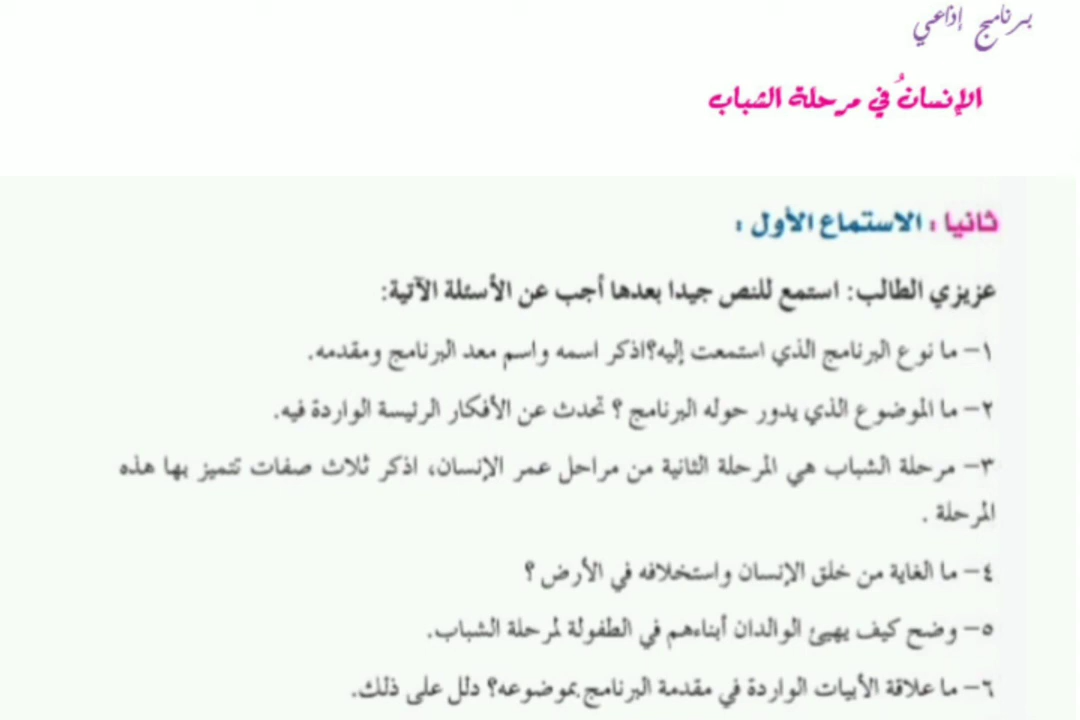 برنامج إذاعي
الإنسانُ في مرحلة الشباب
ثانيا : الاستماع الأول :
عزيزي الطالب: استمع للنص جيدا بعدها أجب عن الأسئلة الآتية:
١– ما نوع البرنامج الذي استمعت إليه؟اذكر اسمه واسم معد البرنامج ومقدمه.
٢– ما الموضوع الذي يدور حوله البرنامج ؟ تحدث عن الأفكار الرئيسة الواردة فيه.
٣– مرحلة الشباب هي المرحلة الثانية من مراحل عمر الإنسان، اذكر ثلاث صفات تتميز بها هذه
المرحلة .
٤– ما الغاية من خلق الإنسان واستخلافه في الأرض ؟
٥– وضح كيف يهيئ الوالدان أبناءهم في الطفولة لمرحلة الشباب.
٦– ما علاقة الأبيات الواردة في مقدمة البرنامج بموضوعه؟ دلل على ذلك.